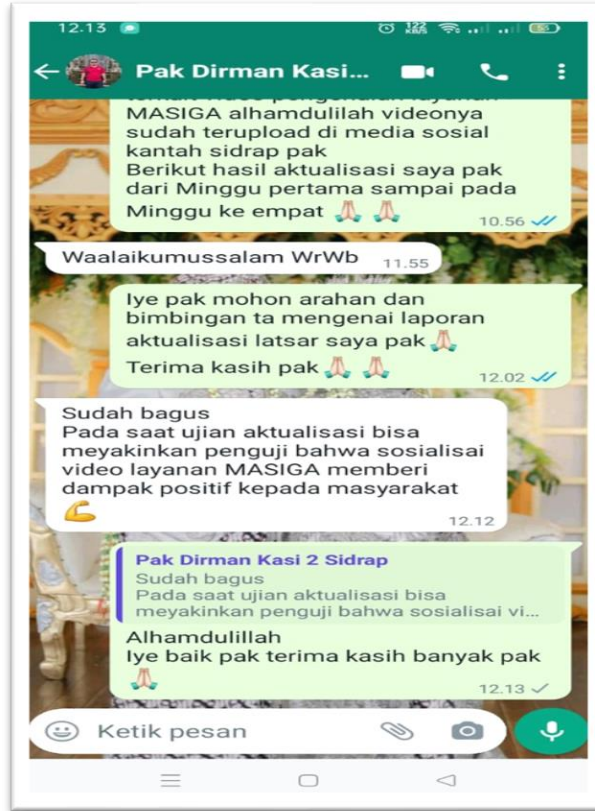 12.13
122
KB/S
Pak Dirman Kasi...
MASIGA alhamdulilah videonya
sudah terupload di media sosial
kantah sidrap pak
Berikut hasil aktualisasi saya pak
dari Minggu pertama sampai pada
Minggu ke empat 🙏🏻 🙏🏻
10.56
Waalaikumussalam WrWb
11.55
Iye pak mohon arahan dan
bimbingan ta mengenai laporan
aktualisasi latsar saya pak 🙏🏻
Terima kasih pak 🙏🏻 🙏🏻
12.02
Sudah bagus
Pada saat ujian aktualisasi bisa
meyakinkan penguji bahwa sosialisai
video layanan MASIGA memberi
dampak positif kepada masyarakat
💪
12.12
Pak Dirman Kasi 2 Sidrap
Sudah bagus
Pada saat ujian aktualisasi bisa
meyakinkan penguji bahwa sosialisai vi...
Alhamdulillah
Iye baik pak terima kasih banyak pak
🙏🏻
12.13
Ketik pesan